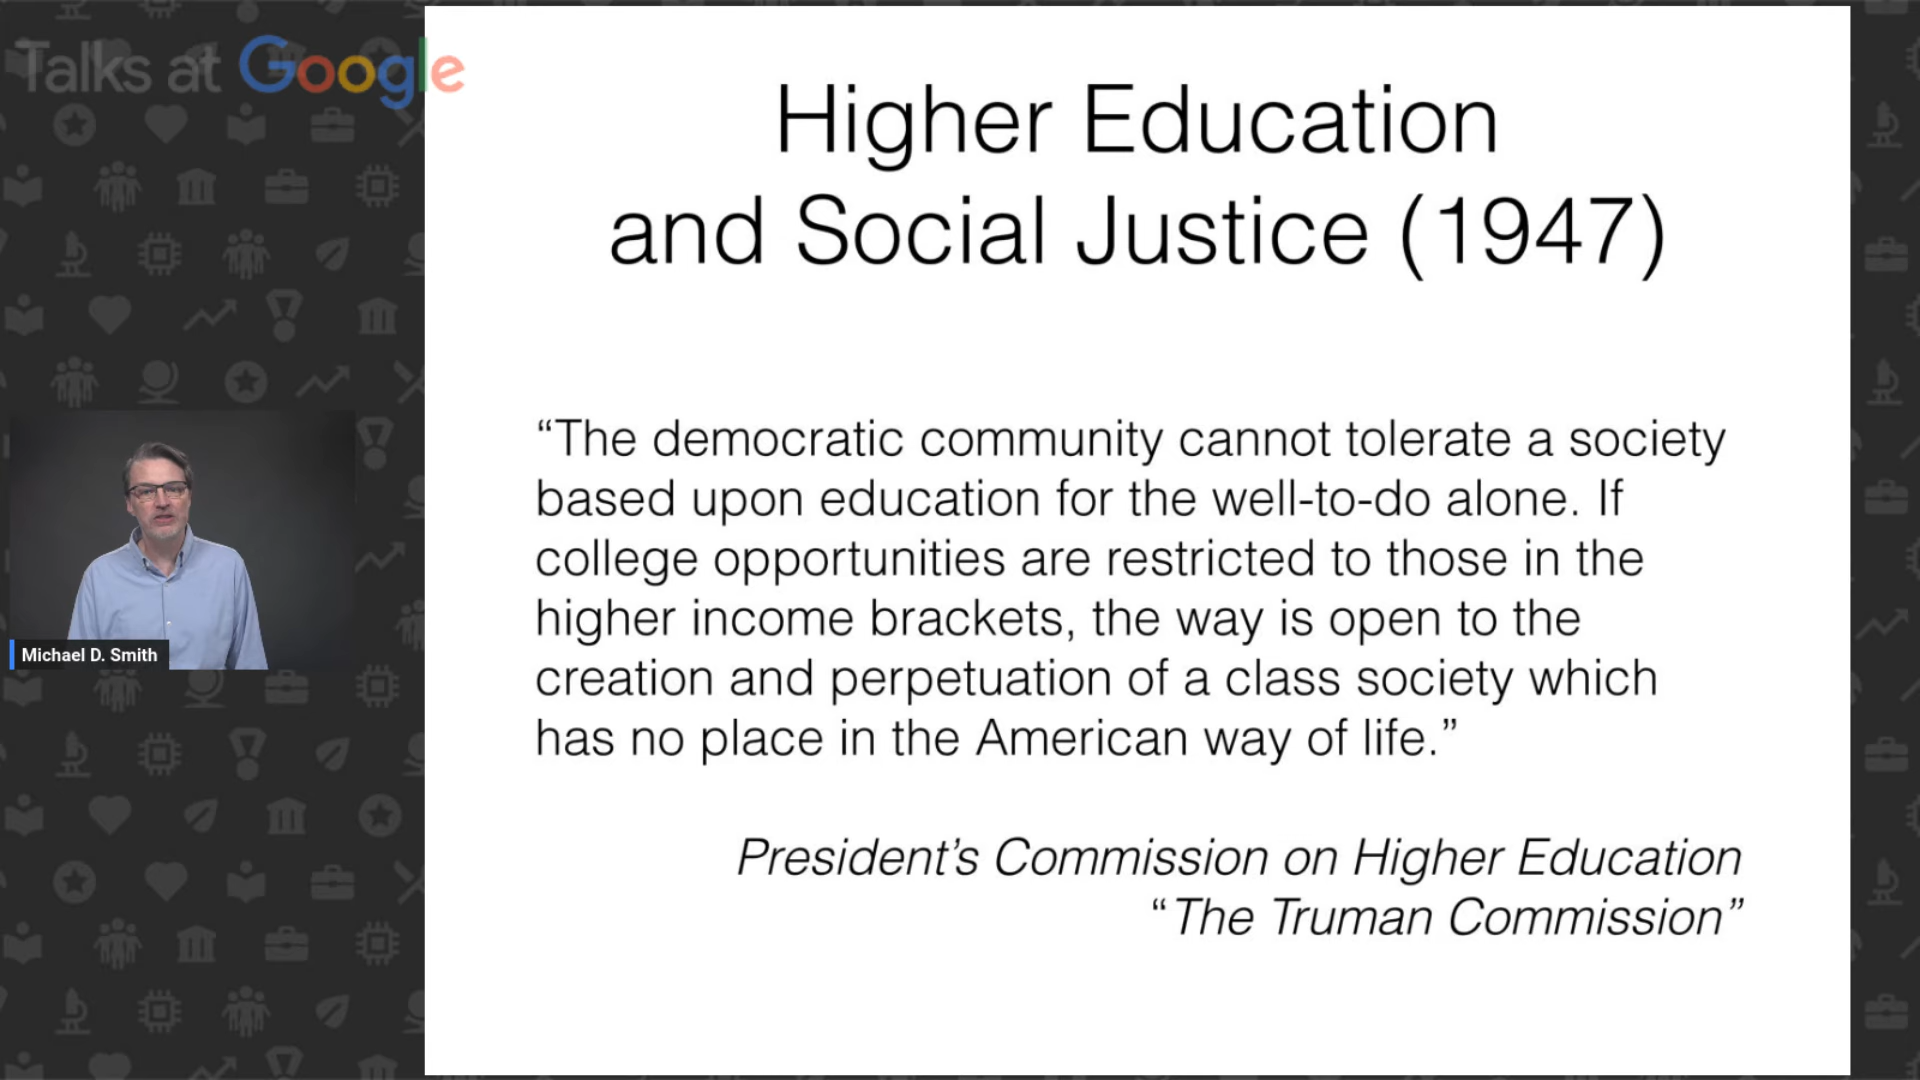 Talks at Google
Higher Education
and Social Justice (1947)
“The democratic community cannot tolerate a society
based upon education for the well-to-do alone. If
college opportunities are restricted to those in the
higher income brackets, the way is open to the
creation and perpetuation of a class society which
has no place in the American way of life.”
President’s Commission on Higher Education
“The Truman Commission”
Michael D. Smith